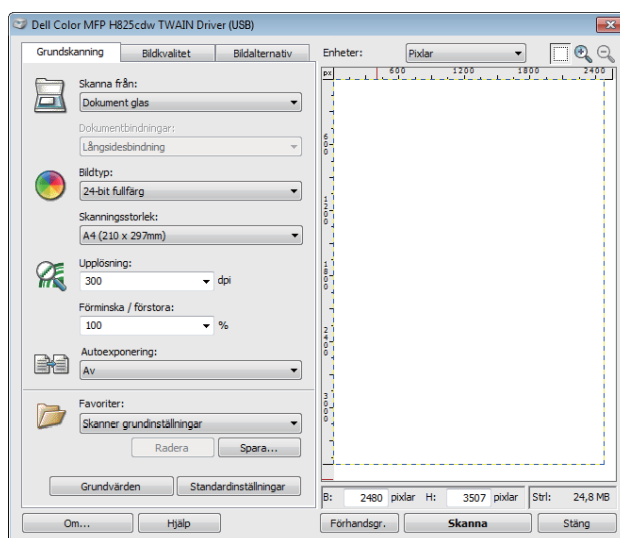 Dell Color MFP H825cdw TWAIN Driver (USB)
Grundskanning Bildkvalitet Bildalternativ
Enheter: Pixlar
px 600 1200 1800 2400
600
1200
1800
2400
3000
Skanna från:
Dokument glas
Dokumentbindningar:
Långsidesbindning
Bildtyp:
24-bit fullfärg
Skanningsstorlek:
A4 (210 x 297mm)
Upplösning:
300 dpi
Förminska / förstora:
100 %
Autoexponering:
Av
Favoriter:
Skanner grundinställningar
Radera Spara...
Grundvärden Standardinställningar
B: 2480 pixlar H: 3507 pixlar Strl: 24,8 MB
Om... Hjälp Förhandsgr. Skanna Stäng